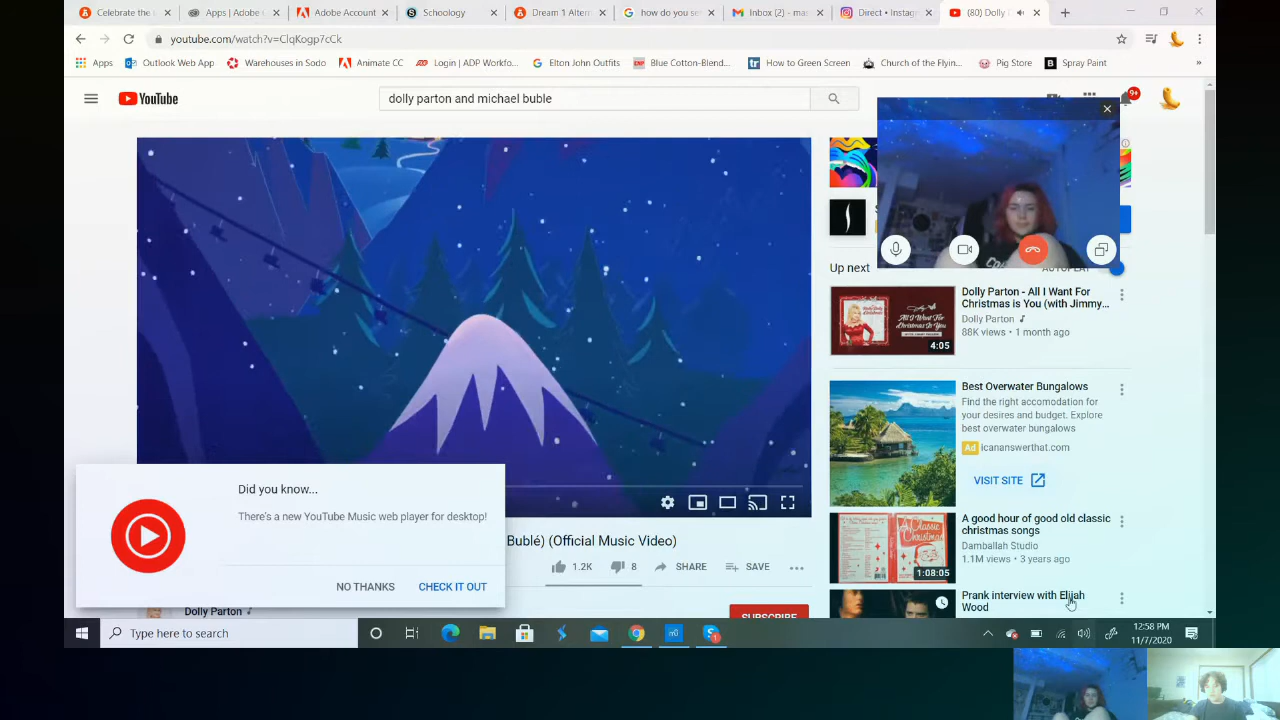 Celebrate the
Apps | Adobe
Adobe Account
Schoology
Dream 1 Altern
how do you se
Inbox (2) - mas
Direct • Instag
(80) Dolly
youtube.com/watch?v=ClqKogp7cCk
Apps
Outlook Web App
Warehouses in Sodo
Animate CC
Login | ADP Workfo...
Elton John Outfits
Blue Cotton-Blend...
How to Green Screen
Church of the Flyin...
Pig Store
Spray Paint
»
YouTube
dolly parton and michael buble
9+
Up next
AUTOPLAY
Dolly Parton - All I Want For
Christmas is You (with Jimmy...
Dolly Parton
88K views • 1 month ago
4:05
Best Overwater Bungalows
Find the right accomodation for
your desires and budget. Explore
best overwater bungalows
Ad icananswerthat.com
VISIT SITE
A good hour of good old classic
christmas songs
Damballah Studio
1.1M views • 3 years ago
1:08:05
Prank interview with Elijah
Wood
Did you know...
There's a new YouTube Music web player for desktop!
NO THANKS
CHECK IT OUT
Bublé) (Official Music Video)
1.2K
8
SHARE
SAVE
Dolly Parton
SUBSCRIBE
Type here to search
12:58 PM
11/7/2020